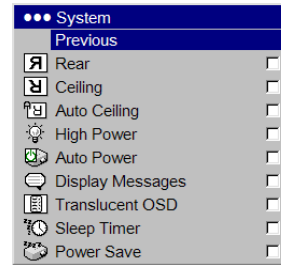 ••• System
Previous
Rear
Ceiling
Auto Ceiling
High Power
Auto Power
Display Messages
Translucent OSD
Sleep Timer
Power Save